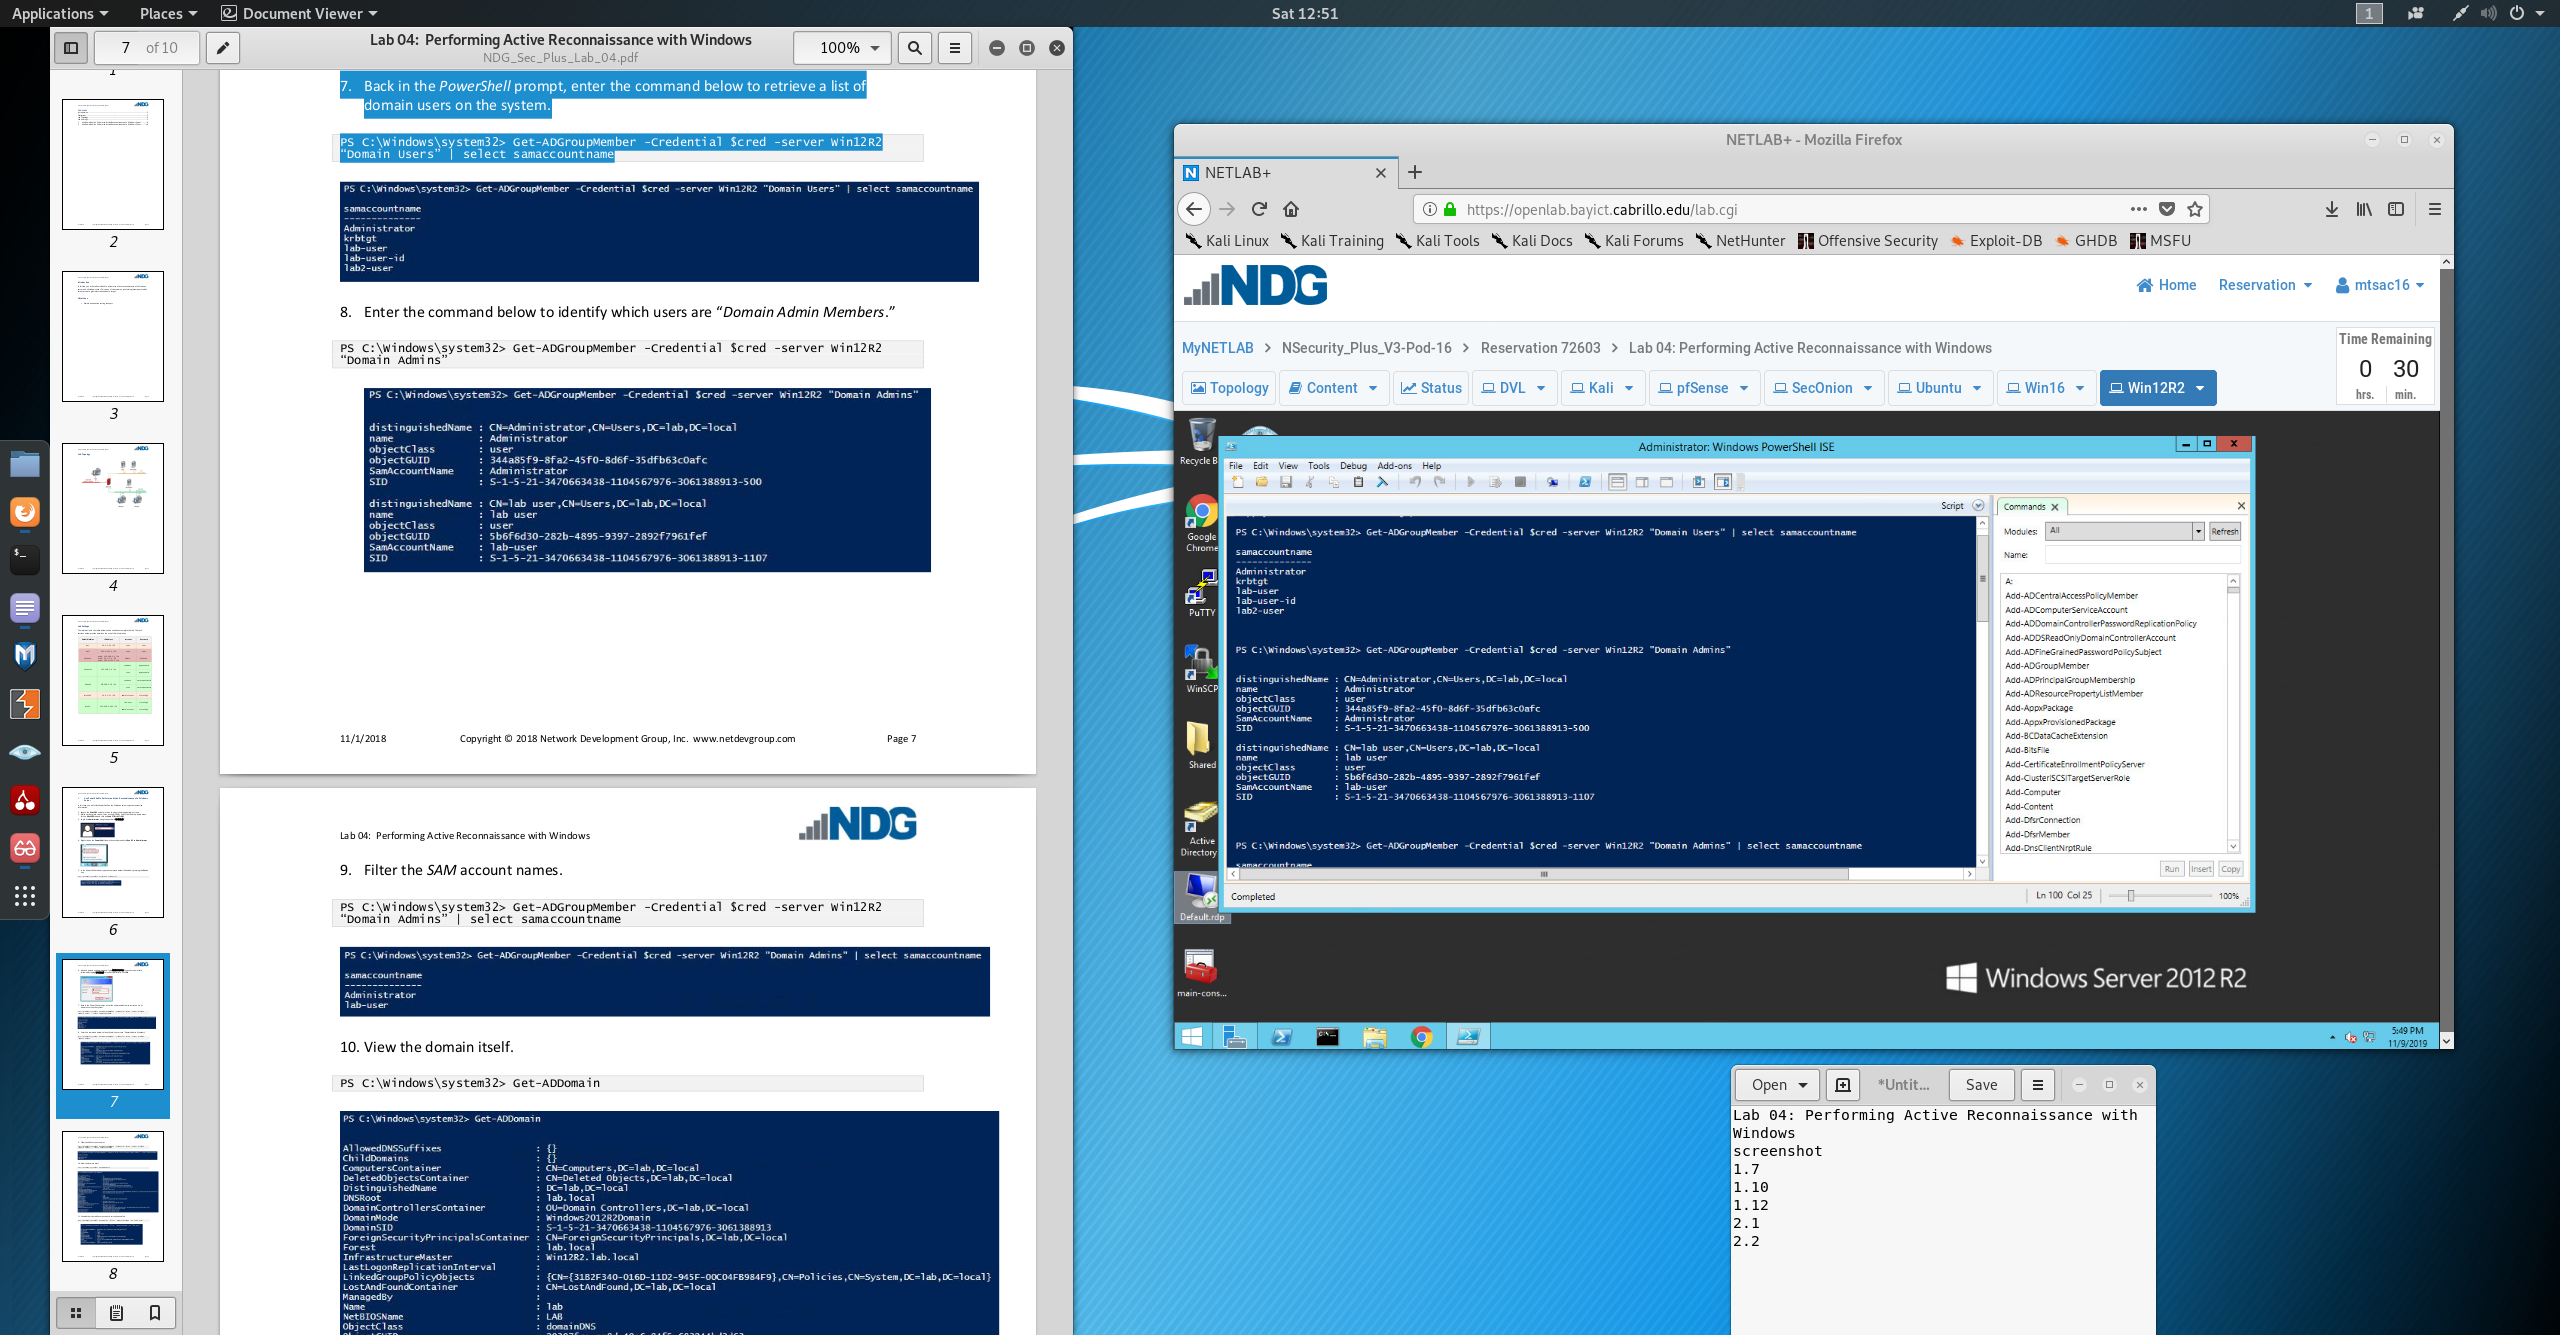 Applications
Places
Document Viewer
Sat 12:51
1
7 of 10
Lab 04: Performing Active Reconnaissance with Windows
NDG_Sec_Plus_Lab_04.pdf
100%
1
2
3
4
5
6
7
8
7. Back in the PowerShell prompt, enter the command below to retrieve a list of
domain users on the system.
PS C:\Windows\system32> Get-ADGroupMember -Credential $cred -server Win12R2
“Domain Users” | select samaccountname
PS C:\Windows\system32> Get-ADGroupMember -Credential $cred -server Win12R2 "Domain Users" | select samaccountname
samaccountname
--------------
Administrator
krbtgt
lab-user
lab-user-id
lab2-user
8. Enter the command below to identify which users are “Domain Admin Members.”
PS C:\Windows\system32> Get-ADGroupMember -Credential $cred -server Win12R2
“Domain Admins”
PS C:\Windows\system32> Get-ADGroupMember -Credential $cred -server Win12R2 "Domain Admins"
distinguishedName : CN=Administrator,CN=Users,DC=lab,DC=local
name : Administrator
objectClass : user
objectGUID : 344a85f9-8fa2-45f0-8d6f-35dfb63c0afc
SamAccountName : Administrator
SID : S-1-5-21-3470663438-1104567976-3061388913-500
distinguishedName : CN=lab user,CN=Users,DC=lab,DC=local
name : lab user
objectClass : user
objectGUID : 5b6f6d30-282b-4895-9397-2892f7961fef
SamAccountName : lab-user
SID : S-1-5-21-3470663438-1104567976-3061388913-1107
11/1/2018 Copyright © 2018 Network Development Group, Inc. www.netdevgroup.com Page 7
Lab 04: Performing Active Reconnaissance with Windows
NDG
9. Filter the SAM account names.
PS C:\Windows\system32> Get-ADGroupMember -Credential $cred -server Win12R2
“Domain Admins” | select samaccountname
PS C:\Windows\system32> Get-ADGroupMember -Credential $cred -server Win12R2 "Domain Admins" | select samaccountname
samaccountname
--------------
Administrator
lab-user
10. View the domain itself.
PS C:\Windows\system32> Get-ADDomain
PS C:\Windows\system32> Get-ADDomain
AllowedDNSSuffixes : {}
ChildDomains : {}
ComputersContainer : CN=Computers,DC=lab,DC=local
DeletedObjectsContainer : CN=Deleted Objects,DC=lab,DC=local
DistinguishedName : DC=lab,DC=local
DNSRoot : lab.local
DomainControllersContainer : OU=Domain Controllers,DC=lab,DC=local
DomainMode : Windows2012R2Domain
DomainSID : S-1-5-21-3470663438-1104567976-3061388913
ForeignSecurityPrincipalsContainer : CN=ForeignSecurityPrincipals,DC=lab,DC=local
Forest : lab.local
InfrastructureMaster : Win12R2.lab.local
LastLogonReplicationInterval :
LinkedGroupPolicyObjects : {CN={31B2F340-016D-11D2-945F-00C04FB984F9},CN=Policies,CN=System,DC=lab,DC=local}
LostAndFoundContainer : CN=LostAndFound,DC=lab,DC=local
ManagedBy :
Name : lab
NetBIOSName : LAB
ObjectClass : domainDNS
NETLAB+ - Mozilla Firefox
NETLAB+
https://openlab.bayict.cabrillo.edu/lab.cgi
Kali Linux
Kali Training
Kali Tools
Kali Docs
Kali Forums
NetHunter
Offensive Security
Exploit-DB
GHDB
MSFU
NDG
Home
Reservation
mtsac16
MyNETLAB > NSecurity_Plus_V3-Pod-16 > Reservation 72603 > Lab 04: Performing Active Reconnaissance with Windows
Time Remaining
0 30
hrs. min.
Topology
Content
Status
DVL
Kali
pfSense
SecOnion
Ubuntu
Win16
Win12R2
Recycle B
Google
Chrome
PuTTY
WinSCP
Shared
Active
Directory
Default.rdp
main-cons...
Administrator: Windows PowerShell ISE
File Edit View Tools Debug Add-ons Help
Script
PS C:\Windows\system32> Get-ADGroupMember -Credential $cred -server Win12R2 "Domain Users" | select samaccountname
samaccountname
--------------
Administrator
krbtgt
lab-user
lab-user-id
lab2-user
PS C:\Windows\system32> Get-ADGroupMember -Credential $cred -server Win12R2 "Domain Admins"
distinguishedName : CN=Administrator,CN=Users,DC=lab,DC=local
name : Administrator
objectClass : user
objectGUID : 344a85f9-8fa2-45f0-8d6f-35dfb63c0afc
SamAccountName : Administrator
SID : S-1-5-21-3470663438-1104567976-3061388913-500
distinguishedName : CN=lab user,CN=Users,DC=lab,DC=local
name : lab user
objectClass : user
objectGUID : 5b6f6d30-282b-4895-9397-2892f7961fef
SamAccountName : lab-user
SID : S-1-5-21-3470663438-1104567976-3061388913-1107
PS C:\Windows\system32> Get-ADGroupMember -Credential $cred -server Win12R2 "Domain Admins" | select samaccountname
samaccountname
Completed
Ln 100 Col 25
100%
Commands
Modules: All
Refresh
Name:
A:
Add-ADCentralAccessPolicyMember
Add-ADComputerServiceAccount
Add-ADDomainControllerPasswordReplicationPolicy
Add-ADDSReadOnlyDomainControllerAccount
Add-ADFineGrainedPasswordPolicySubject
Add-ADGroupMember
Add-ADPrincipalGroupMembership
Add-ADResourcePropertyListMember
Add-AppxPackage
Add-AppxProvisionedPackage
Add-BCDataCacheExtension
Add-BitsFile
Add-CertificateEnrollmentPolicyServer
Add-ClusteriSCSITargetServerRole
Add-Computer
Add-Content
Add-DfsrConnection
Add-DfsrMember
Add-DnsClientNrptRule
Run
Insert
Copy
Windows Server 2012 R2
5:49 PM
11/9/2019
Open
*Untit...
Save
Lab 04: Performing Active Reconnaissance with
Windows
screenshot
1.7
1.10
1.12
2.1
2.2